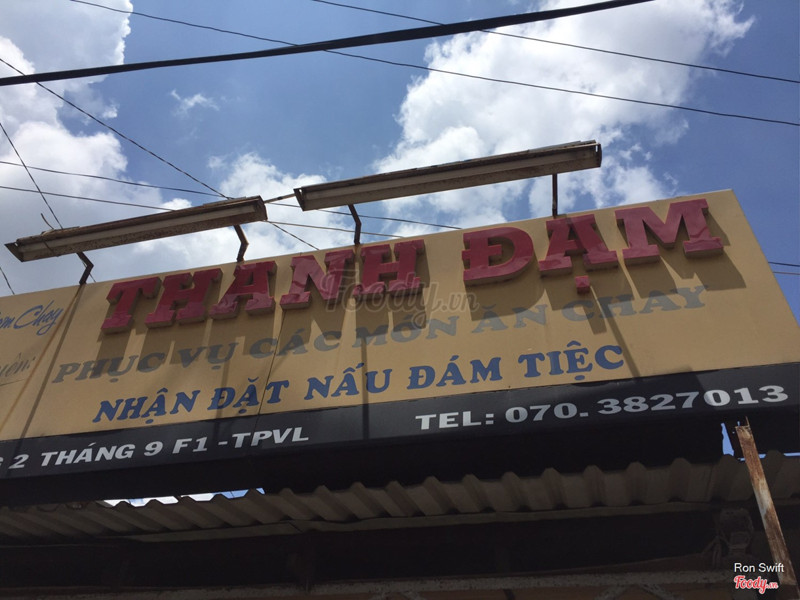 THANH ĐẠM
Chay
PHỤC VỤ CÁC MÓN ĂN CHAY
NHẬN ĐẶT NẤU ĐÁM TIỆC
2 THÁNG 9 F1 - TPVL
TEL: 070. 3827013
Foody.vn
Ron Swift
Foody.vn